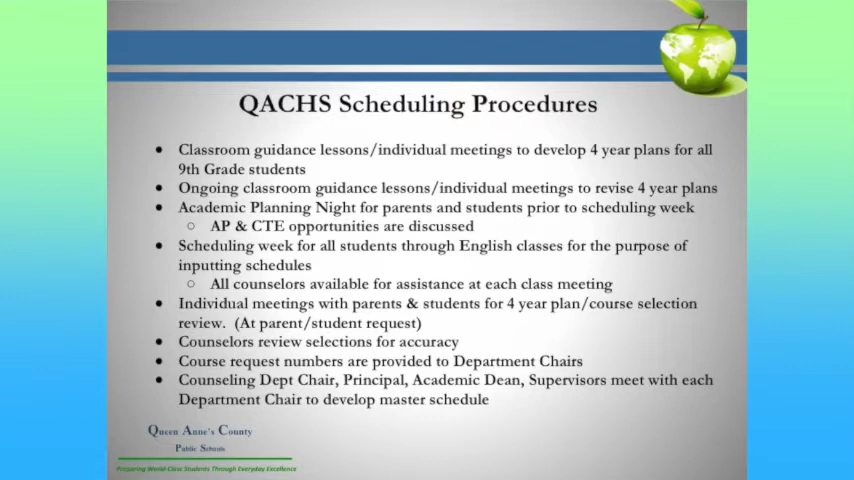 QACHS Scheduling Procedures
● Classroom guidance lessons/individual meetings to develop 4 year plans for all
9th Grade students
● Ongoing classroom guidance lessons/individual meetings to revise 4 year plans
● Academic Planning Night for parents and students prior to scheduling week
○ AP & CTE opportunities are discussed
● Scheduling week for all students through English classes for the purpose of
inputting schedules
○ All counselors available for assistance at each class meeting
● Individual meetings with parents & students for 4 year plan/course selection
review. (At parent/student request)
● Counselors review selections for accuracy
● Course request numbers are provided to Department Chairs
● Counseling Dept Chair, Principal, Academic Dean, Supervisors meet with each
Department Chair to develop master schedule
Queen Anne's County
Public Schools
Preparing World-Class Students Through Everyday Excellence